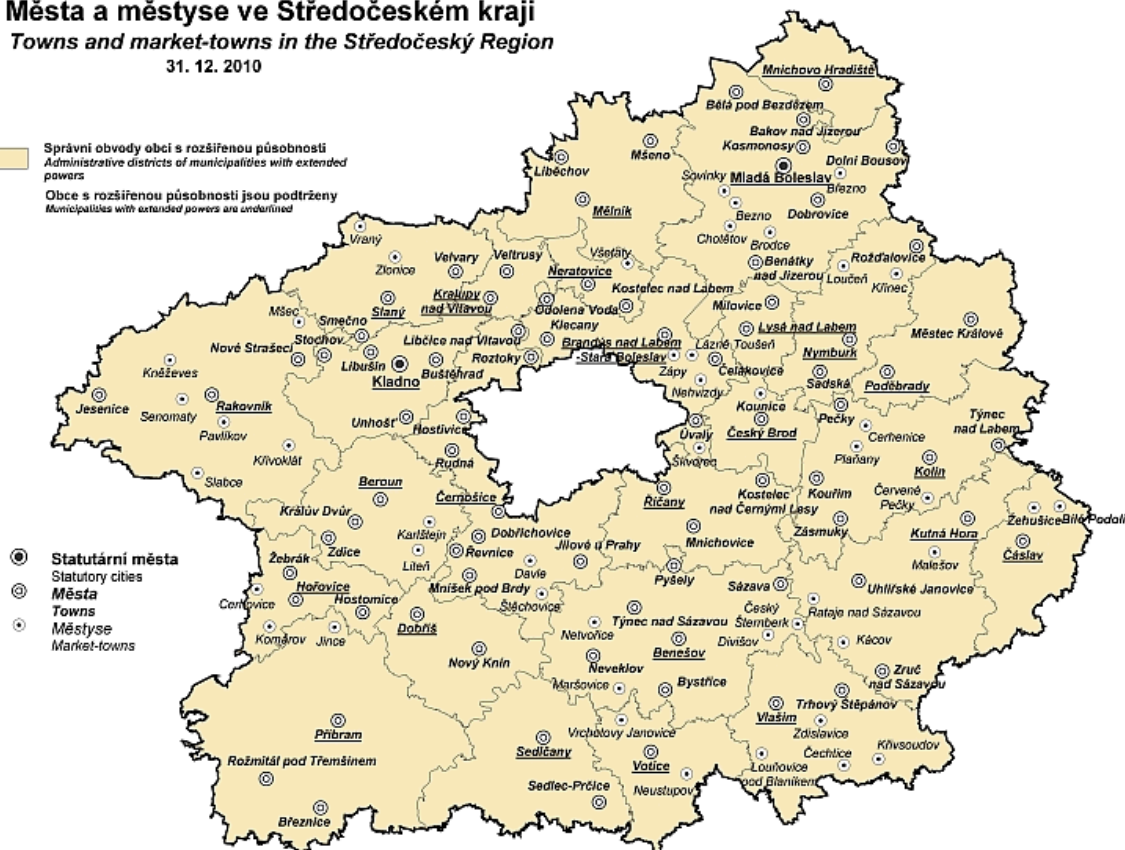 Města a městyse ve Středočeském kraji
Towns and market-towns in the Středočeský Region
31. 12. 2010
Správní obvody obcí s rozšířenou působností
Administrative districts of municipalities with extended
powers
Obce s rozšířenou působností jsou podtrženy
Municipalities with extended powers are underlined
Mnichovo Hradiště
Bělá pod Bezdězem
Bakov nad Jizerou
Kosmonosy
Mšeno
Dolní Bousov
Liběchov
Sovinky
Mladá Boleslav
Březno
Bezno
Dobrovice
Mělník
Chotětov
Brodce
Vraný
Zlonice
Velvary
Veltrusy
Všetaty
Benátky
nad Jizerou
Rožďalovice
Loučeň
Křinec
Neratovice
Kostelec nad Labem
Kralupy
nad Vltavou
Slaný
Odolena Voda
Milovice
Mšec
Smečno
Klecany
Lysá nad Labem
Městec Králové
Stochov
Libčice nad Vltavou
Brandýs nad Labem
-Stará Boleslav
Lázně Toušeň
Nymburk
Nové Strašecí
Roztoky
Libušín
Buštěhrad
Kladno
Zápy
Čelákovice
Sadská
Poděbrady
Kněževes
Nehvizdy
Jesenice
Senomaty
Rakovník
Pavlíkov
Unhošť
Hostivice
Kounice
Pečky
Týnec
nad Labem
Úvaly
Český Brod
Cerhenice
Plaňany
Křivoklát
Rudná
Škvorec
Kolín
Slabce
Beroun
Černošice
Říčany
Kostelec
nad Černými Lesy
Kouřim
Červené
Pečky
Králův Dvůr
Karlštejn
Dobřichovice
Mnichovice
Zásmuky
Kutná Hora
Zehušice
Bílé Podolí
Žebrák
Zdice
Liteň
Řevnice
Jílové u Prahy
Malešov
Čáslav
Davle
Pyšely
Sázava
Uhlířské Janovice
Cerhovice
Hořovice
Hostomice
Mníšek pod Brdy
Štěchovice
Komárov
Jince
Dobříš
Netvořice
Týnec nad Sázavou
Český
Šternberk
Rataje nad Sázavou
Divišov
Kácov
Nový Knín
Neveklov
Benešov
Zruč
nad Sázavou
Maršovice
Bystřice
Trhový Štěpánov
Příbram
Vrchotovy Janovice
Vlašim
Zdislavice
Sedlčany
Votice
Křivsoudov
Čechtice
Rožmitál pod Třemšínem
Louňovice
pod Blaníkem
Neustupov
Sedlec-Prčice
Březnice
Statutární města
Statutory cities
Města
Towns
Městyse
Market-towns